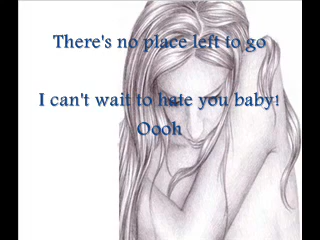 There's no place left to go
I can't wait to hate you baby!
Oooh